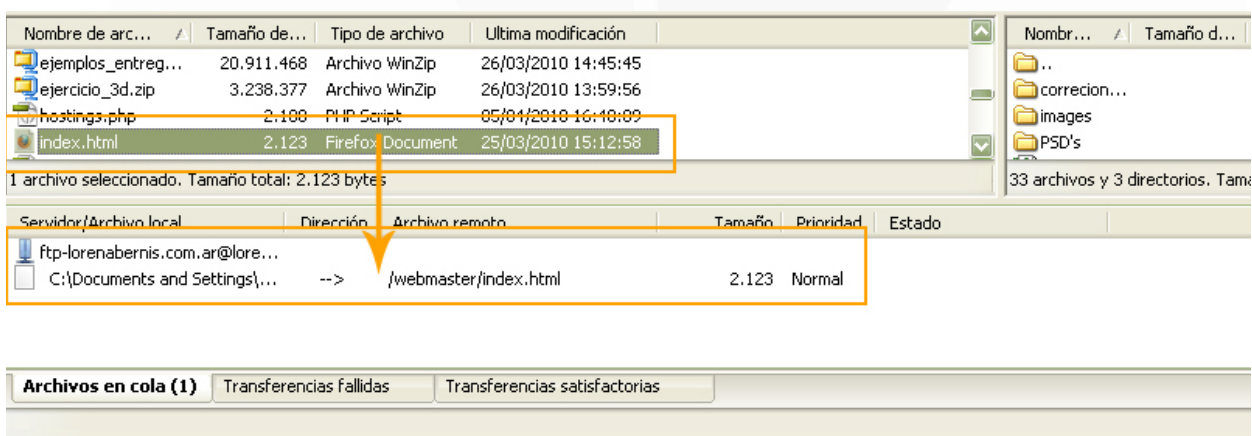 Nombre de arc... Tamaño de... Tipo de archivo Ultima modificación Nombr... Tamaño d...
ejemplos_entreg... 20.911.468 Archivo WinZip 26/03/2010 14:45:45 ..
ejercicio_3d.zip 3.238.377 Archivo WinZip 26/03/2010 13:59:56 correcion...
hostings.php 2.188 PHP Script 05/04/2010 16:48:09 images
index.html 2.123 Firefox Document 25/03/2010 15:12:58 PSD's
1 archivo seleccionado. Tamaño total: 2.123 bytes 33 archivos y 3 directorios. Tama
Servidor/Archivo local Dirección Archivo remoto Tamaño Prioridad Estado
ftp-lorenabernis.com.ar@lore...
C:\Documents and Settings\... --> /webmaster/index.html 2.123 Normal
Archivos en cola (1) Transferencias fallidas Transferencias satisfactorias